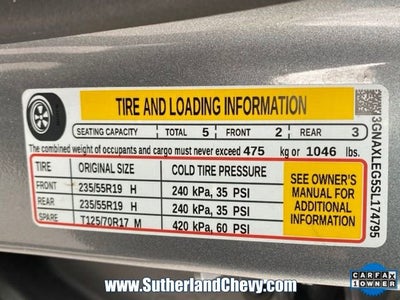 TIRE AND LOADING INFORMATION
SEATING CAPACITY TOTAL 5 FRONT 2 REAR 3
The combined weight of occupants and cargo must never exceed 475 kg or 1046 lbs.
TIRE ORIGINAL SIZE COLD TIRE PRESSURE
FRONT 235/55R19 H 240 kPa, 35 PSI
REAR 235/55R19 H 240 kPa, 35 PSI
SPARE T125/70R17 M 420 kPa, 60 PSI
SEE OWNER'S
MANUAL FOR
ADDITIONAL
INFORMATION
3GNAXLEG5SL174795
www.SutherlandChevy.com
CARFAX
1 OWNER